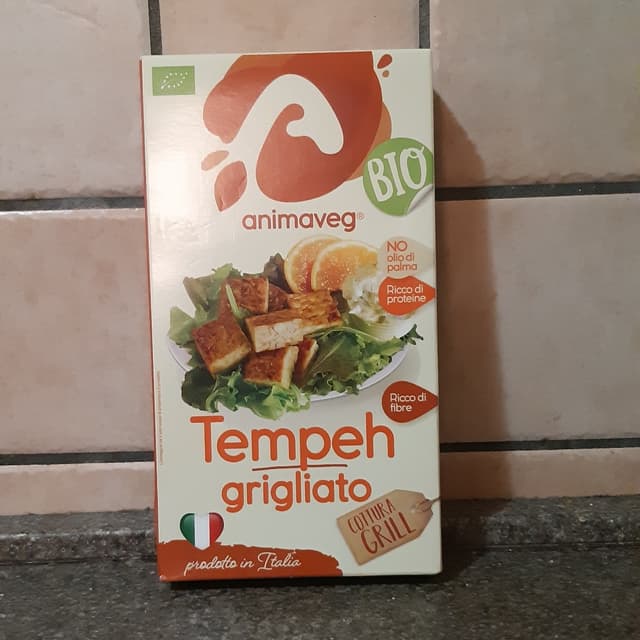 BIO
animaveg®
NO
olio di
palma
Ricco di
proteine
Ricco di
fibre
Tempeh
grigliato
COTTURA
GRILL
prodotto in Italia